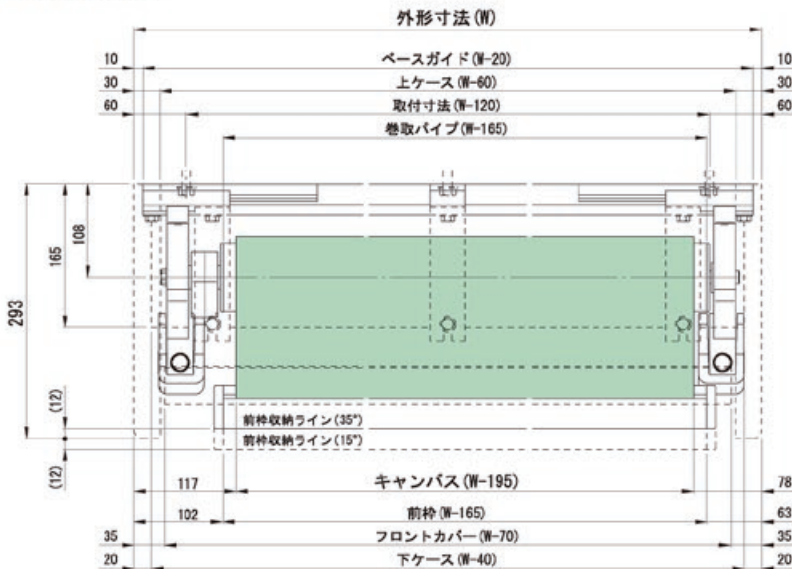 外形寸法(W)
10 ベースガイド(W-20) 10
30 上ケース(W-60) 30
60 取付寸法(W-120) 60
巻取パイプ(W-165)
108
165
293
(12)
前枠収納ライン(35°)
前枠収納ライン(15°)
(12)
117 キャンバス(W-195) 78
102 前枠(W-165) 63
35 フロントカバー(W-70) 35
20 下ケース(W-40) 20